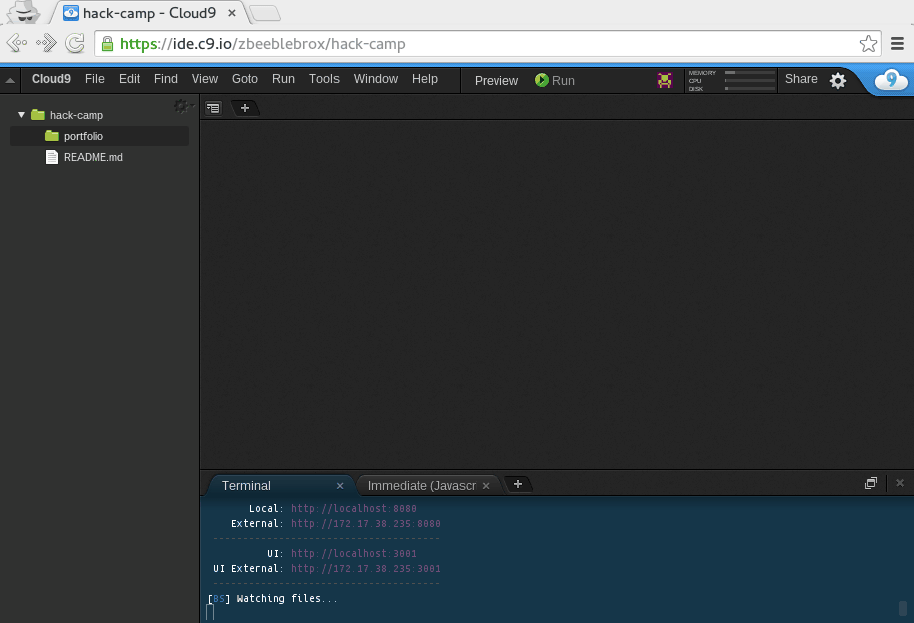 hack-camp - Cloud9 ×
https://ide.c9.io/zbeeblebrox/hack-camp
Cloud9 File Edit Find View Goto Run Tools Window Help Preview Run MEMORY CPU DISK Share 9
hack-camp
portfolio
README.md
Terminal × Immediate (Javascr ×
Local: http://localhost:8080
External: http://172.17.38.235:8080
--------------------------------------
UI: http://localhost:3001
UI External: http://172.17.38.235:3001
--------------------------------------
[BS] Watching files...